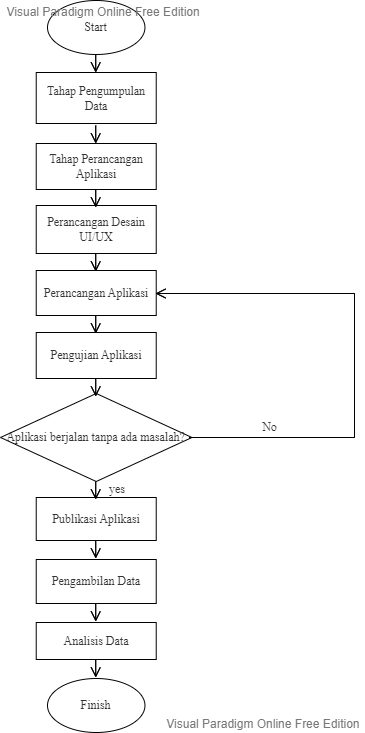 Visual Paradigm Online Free Edition
Start
Tahap Pengumpulan
Data
Tahap Perancangan
Aplikasi
Perancangan Desain
UI/UX
Perancangan Aplikasi
Pengujian Aplikasi
Aplikasi berjalan tanpa ada masalah?
No
yes
Publikasi Aplikasi
Pengambilan Data
Analisis Data
Finish
Visual Paradigm Online Free Edition